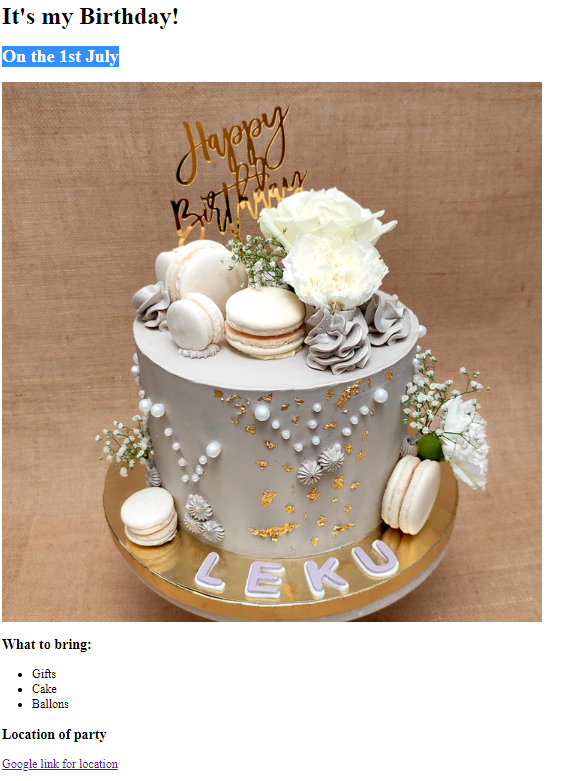 It's my Birthday!
On the 1st July
Happy
Birthday
LEKU
What to bring:
Gifts
Cake
Ballons
Location of party
Google link for location